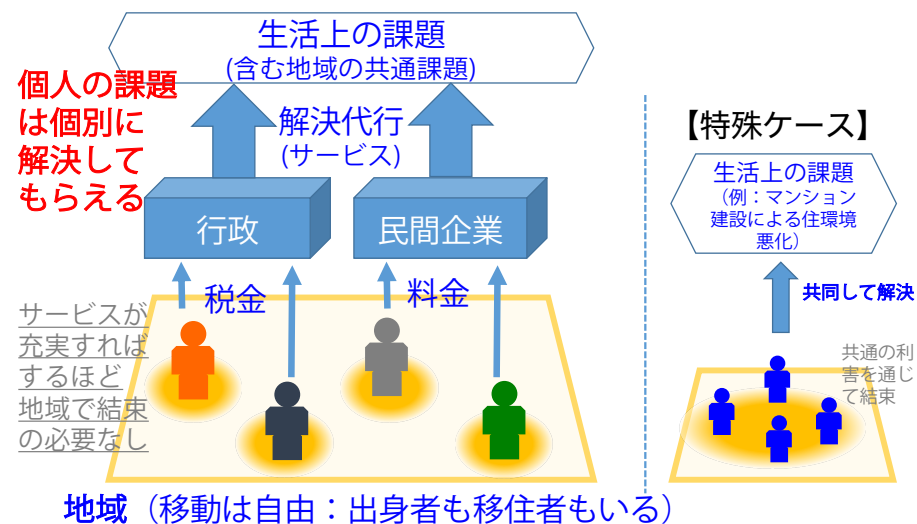 生活上の課題
(含む地域の共通課題)
個人の課題
は個別に
解決して
もらえる
解決代行
(サービス)
行政
民間企業
税金
料金
サービスが
充実すれば
するほど
地域で結束
の必要なし
地域（移動は自由：出身者も移住者もいる）
【特殊ケース】
生活上の課題
（例：マンション
建設による住環境
悪化）
共同して解決
共通の利
害を通じ
て結束